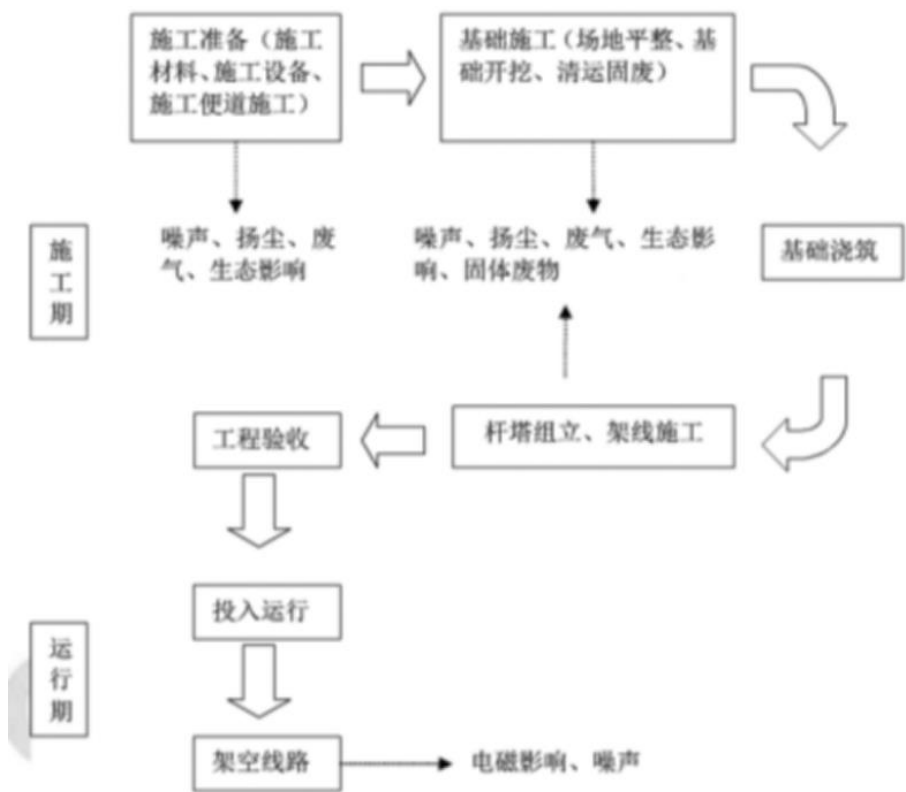 施工准备（施工
材料、施工设备、
施工便道施工）
基础施工（场地平整、基
础开挖、清运固废）
噪声、扬尘、废
气、生态影响
噪声、扬尘、废气、生态影
响、固体废物
施
工
期
基础浇筑
工程验收
杆塔组立、架线施工
投入运行
运
行
期
架空线路
电磁影响、噪声